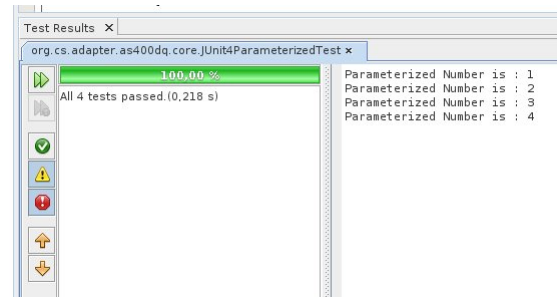 Test Results X
org.cs.adapter.as400dq.core.JUnit4ParameterizedTest ×
100,00 %
All 4 tests passed.(0,218 s)
Parameterized Number is : 1
Parameterized Number is : 2
Parameterized Number is : 3
Parameterized Number is : 4